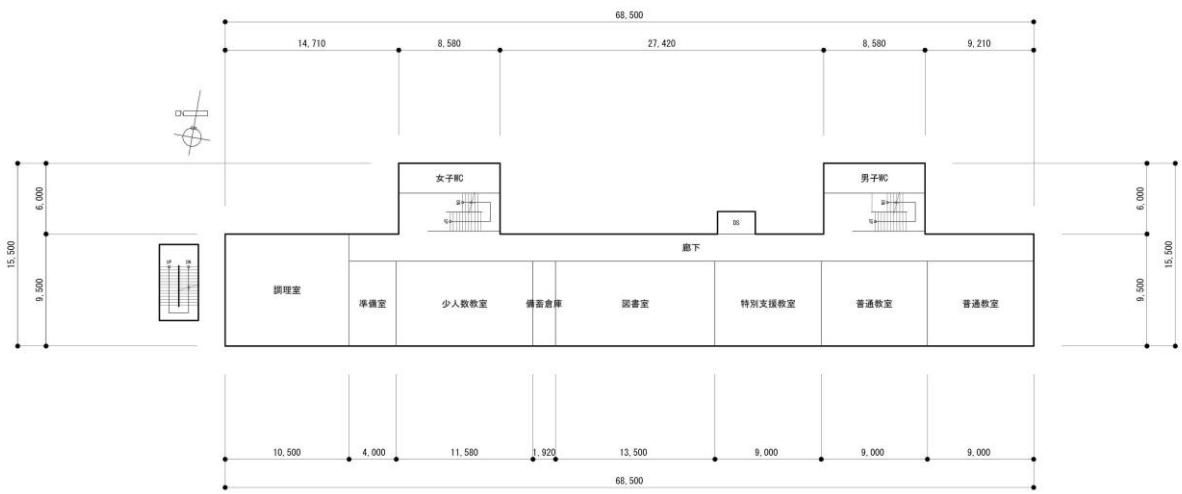 68,500
14,710 8,580 27,420 8,580 9,210
女子WC 男子WC
6,000 6,000
15,500 15,500
9,500 9,500
DS
廊下
UP DN
調理室 準備室 少人数教室 備蓄倉庫 図書室 特別支援教室 普通教室 普通教室
10,500 4,000 11,580 1,920 13,500 9,000 9,000 9,000
68,500